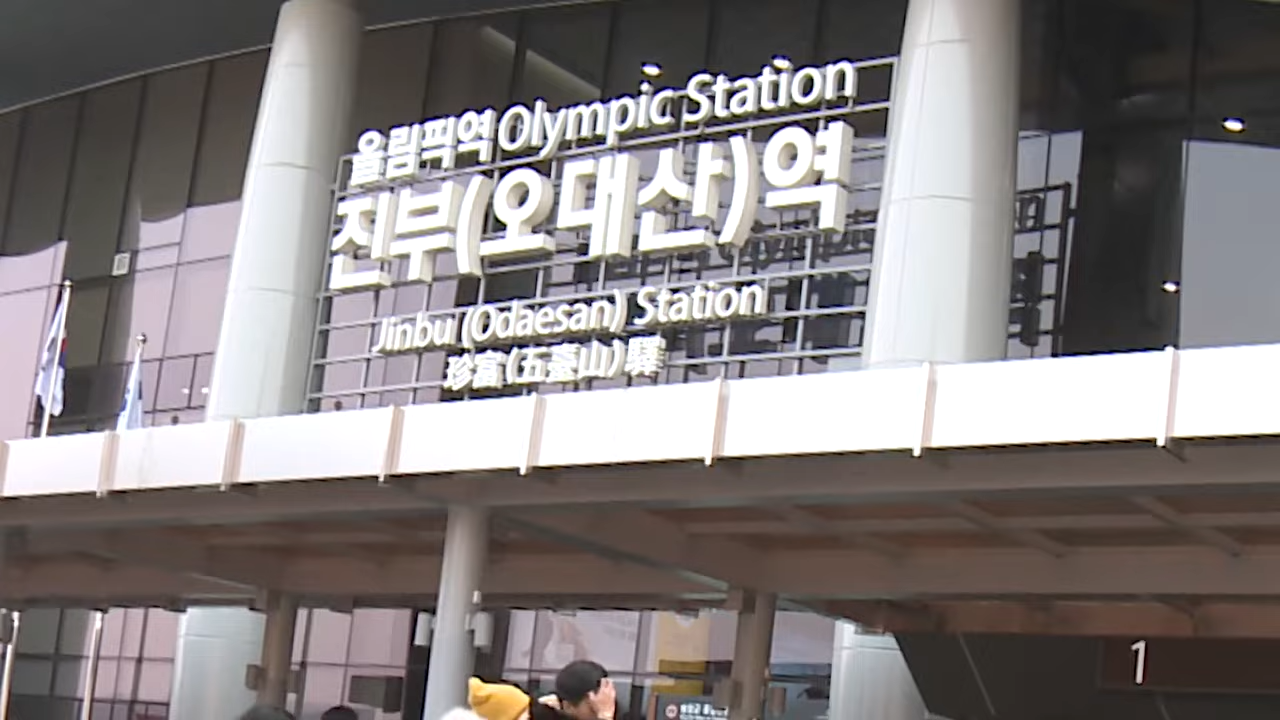 올림픽역 Olympic Station
진부(오대산)역
Jinbu (Odaesan) Station
珍富(五臺山)驛
1